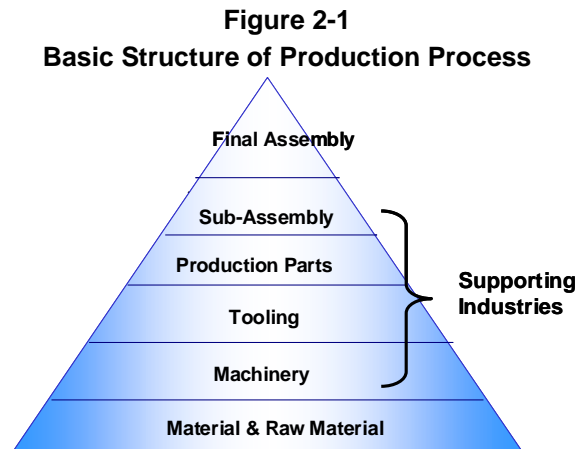 Figure 2-1
Basic Structure of Production Process
Final Assembly
Sub-Assembly
Production Parts
Tooling
Machinery
Material & Raw Material
Supporting
Industries